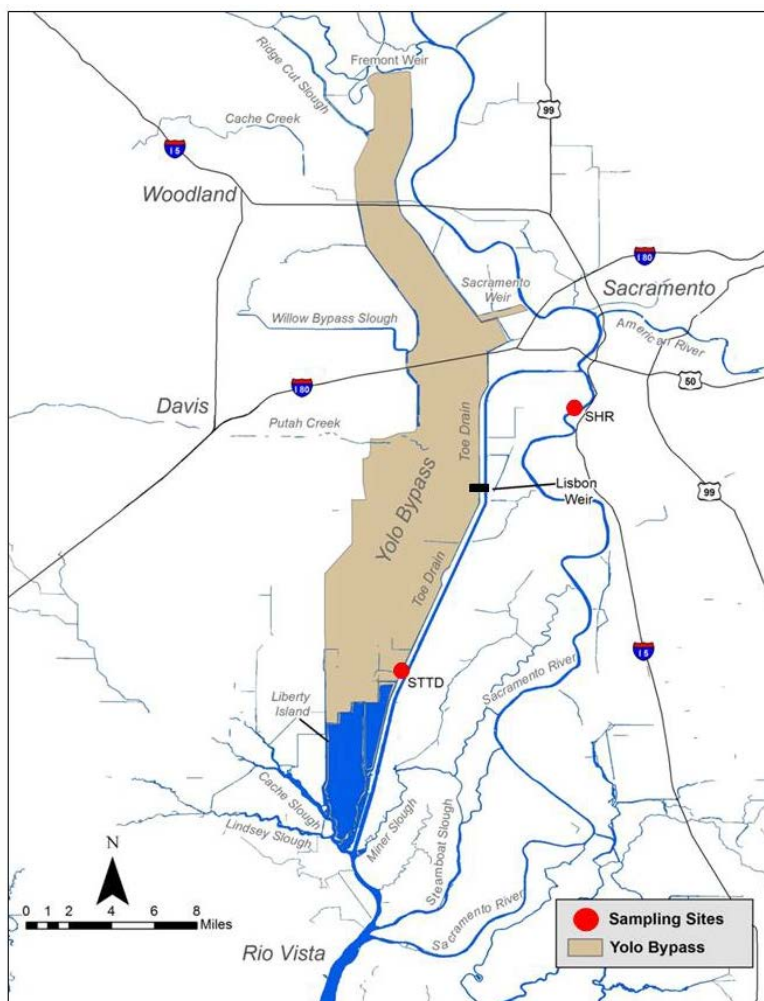 Ridge Cut Slough
Fremont Weir
99
Cache Creek
I 5
Woodland
I 80
Sacramento
Weir
Sacramento
Willow Bypass Slough
American River
I 80
50
Davis
SHR
Putah Creek
Toe Drain
Yolo Bypass
Lisbon
Weir
99
Toe Drain
I 5
STTD
Sacramento River
Liberty
Island
Cache Slough
Lindsey Slough
Miner Slough
Steamboat Slough
Sacramento River
N
0 1 2 4 6 8
Miles
Rio Vista
Sampling Sites
Yolo Bypass